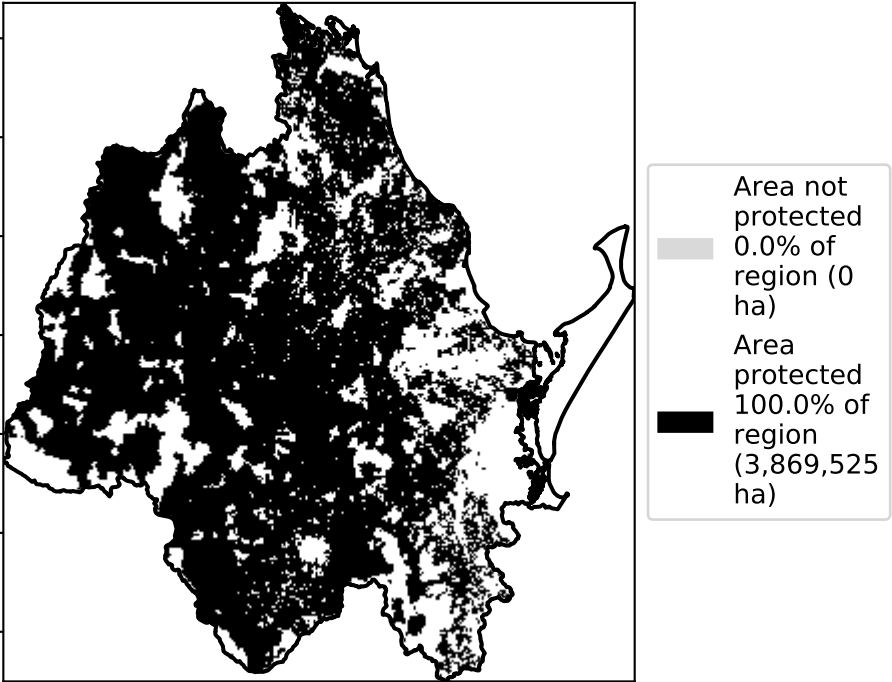 Area not
protected
0.0% of
region (0
ha)
Area
protected
100.0% of
region
(3,869,525
ha)